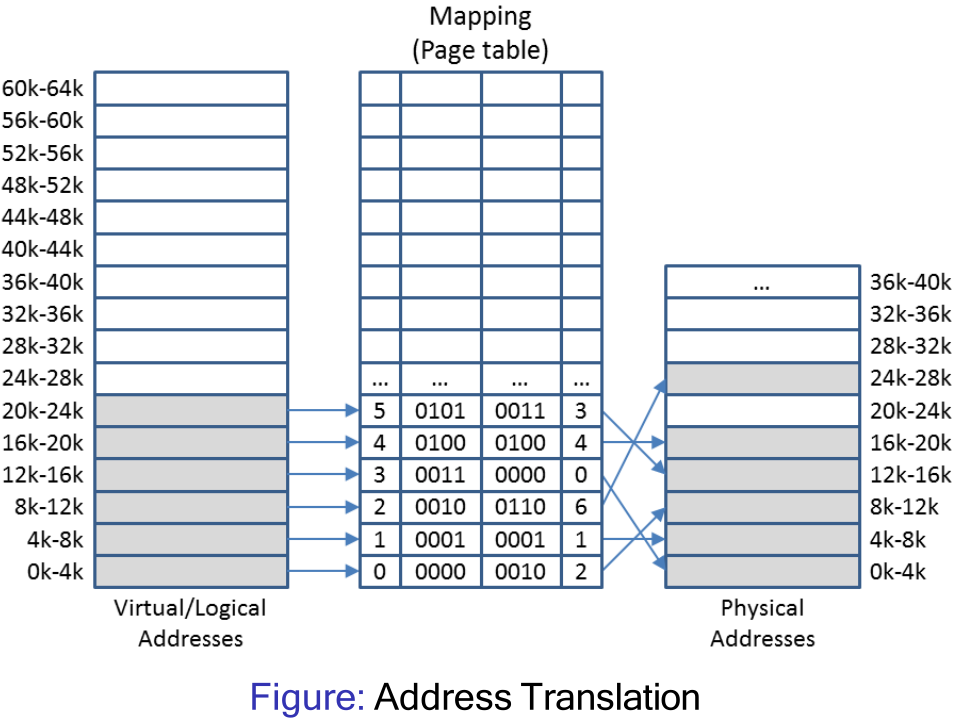 Mapping
(Page table)
60k-64k
56k-60k
52k-56k
48k-52k
44k-48k
40k-44k
36k-40k ... 36k-40k
32k-36k 32k-36k
28k-32k 28k-32k
24k-28k ... ... ... ... 24k-28k
20k-24k 5 0101 0011 3 20k-24k
16k-20k 4 0100 0100 4 16k-20k
12k-16k 3 0011 0000 0 12k-16k
8k-12k 2 0010 0110 6 8k-12k
4k-8k 1 0001 0001 1 4k-8k
0k-4k 0 0000 0010 2 0k-4k
Virtual/Logical Physical
Addresses Addresses
Figure: Address Translation